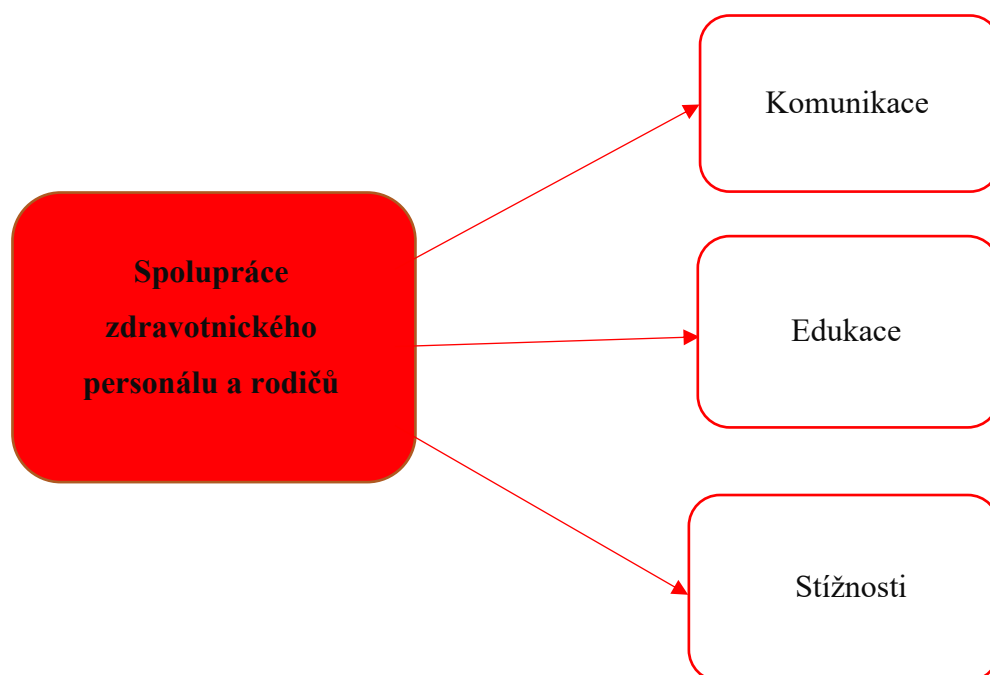 Komunikace
Spolupráce
zdravotnického
personálu a rodičů
Edukace
Stížnosti